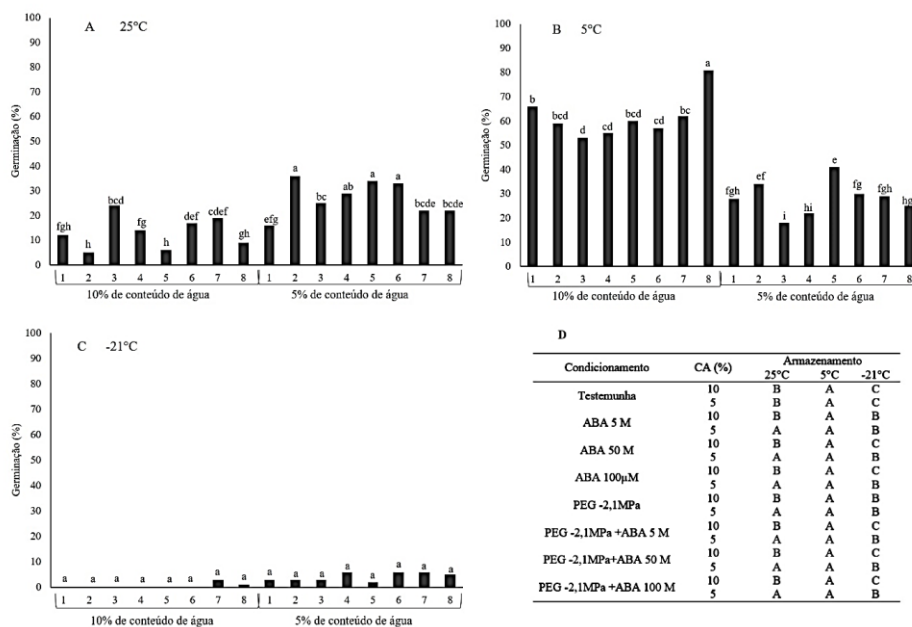 A 25°C
Germinação (%)
100
90
80
70
60
50
40
30
20
10
0
fgh h bcd fg h def cdef gh efg a bc ab a a bcde bcde
1 2 3 4 5 6 7 8 1 2 3 4 5 6 7 8
10% de conteúdo de água 5% de conteúdo de água
B 5°C
Germinação (%)
100
90
80
70
60
50
40
30
20
10
0
b bcd d cd bcd cd bc a fgh ef i hi e fg fgh hg
1 2 3 4 5 6 7 8 1 2 3 4 5 6 7 8
10% de conteúdo de água 5% de conteúdo de água
C -21°C
Germinação (%)
100
90
80
70
60
50
40
30
20
10
0
a a a a a a a a a a a a a a a a
1 2 3 4 5 6 7 8 1 2 3 4 5 6 7 8
10% de conteúdo de água 5% de conteúdo de água
D
Condicionamento CA (%) Armazenamento
25°C 5°C -21°C
Testemunha 10 B A C
5 B A C
ABA 5 M 10 B A B
5 A A B
ABA 50 M 10 B A C
5 A A B
ABA 100µM 10 B A C
5 A A B
PEG -2,1MPa 10 B A B
5 A A B
PEG -2,1MPa +ABA 5 M 10 B A C
5 A A B
PEG -2,1MPa+ABA 50 M 10 B A C
5 A A B
PEG -2,1MPa +ABA 100 M 10 B A C
5 A A B